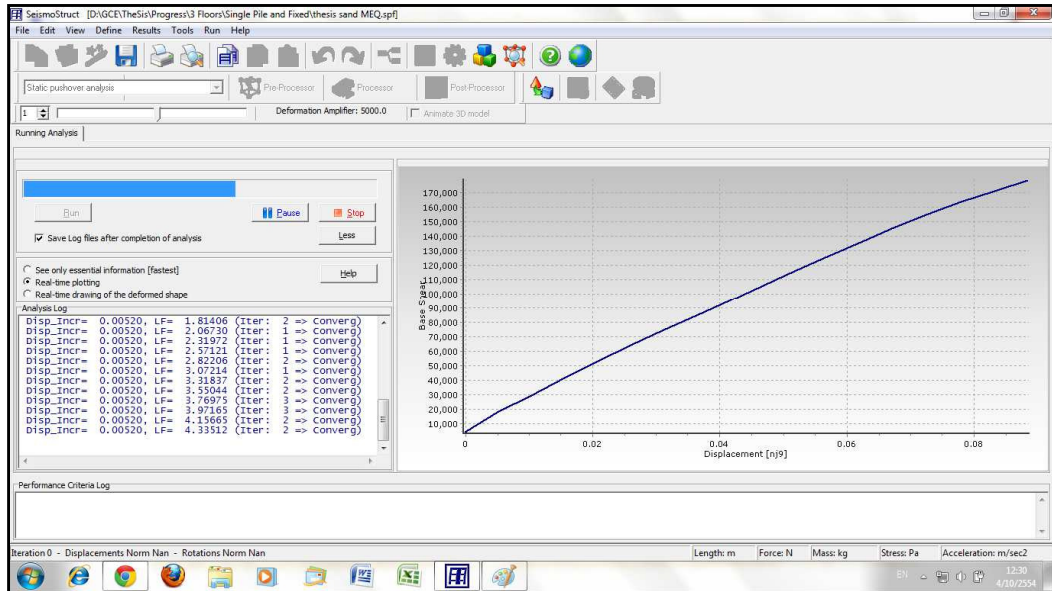 SeismoStruct [D:\GCE\TheSis\Progress\3 Floors\Single Pile and Fixed\thesis sand MEQ.spf]
File Edit View Define Results Tools Run Help
Static pushover analysis Pre-Processor Processor Post Processor
1 Deformation Amplifier: 5000.0 Animate 3D model
Running Analysis
Run Pause Stop
Save Log files after completion of analysis Less
See only essential information [fastest] Help
Real-time plotting
Real-time drawing of the deformed shape
Analysis Log
Disp_Incr= 0.00520, LF= 1.81406 (Iter: 2 => Converg)
Disp_Incr= 0.00520, LF= 2.06730 (Iter: 1 => Converg)
Disp_Incr= 0.00520, LF= 2.31972 (Iter: 1 => Converg)
Disp_Incr= 0.00520, LF= 2.57121 (Iter: 1 => Converg)
Disp_Incr= 0.00520, LF= 2.82206 (Iter: 2 => Converg)
Disp_Incr= 0.00520, LF= 3.07214 (Iter: 1 => Converg)
Disp_Incr= 0.00520, LF= 3.31837 (Iter: 2 => Converg)
Disp_Incr= 0.00520, LF= 3.55044 (Iter: 2 => Converg)
Disp_Incr= 0.00520, LF= 3.76975 (Iter: 3 => Converg)
Disp_Incr= 0.00520, LF= 3.97165 (Iter: 3 => Converg)
Disp_Incr= 0.00520, LF= 4.15665 (Iter: 2 => Converg)
Disp_Incr= 0.00520, LF= 4.33512 (Iter: 2 => Converg)
Base Shear
170,000
160,000
150,000
140,000
130,000
120,000
110,000
100,000
90,000
80,000
70,000
60,000
50,000
40,000
30,000
20,000
10,000
0 0.02 0.04 0.06 0.08
Displacement [nj9]
Performance Criteria Log
Iteration 0 - Displacements Norm Nan - Rotations Norm Nan Length: m Force: N Mass: kg Stress: Pa Acceleration: m/sec2
EN 12:30
4/10/2554